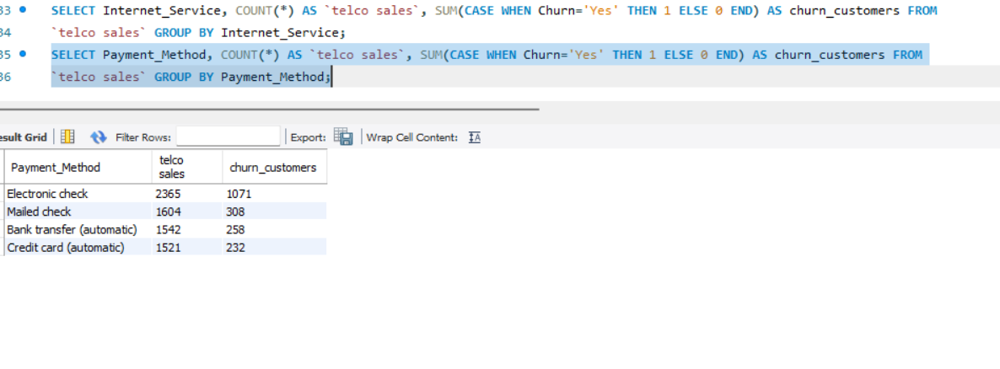 33 SELECT Internet_Service, COUNT(*) AS `telco sales`, SUM(CASE WHEN Churn='Yes' THEN 1 ELSE 0 END) AS churn_customers FROM
34 `telco sales` GROUP BY Internet_Service;
35 SELECT Payment_Method, COUNT(*) AS `telco sales`, SUM(CASE WHEN Churn='Yes' THEN 1 ELSE 0 END) AS churn_customers FROM
36 `telco sales` GROUP BY Payment_Method;
esult Grid Filter Rows: Export: Wrap Cell Content: IA
Payment_Method telco sales churn_customers
Electronic check 2365 1071
Mailed check 1604 308
Bank transfer (automatic) 1542 258
Credit card (automatic) 1521 232